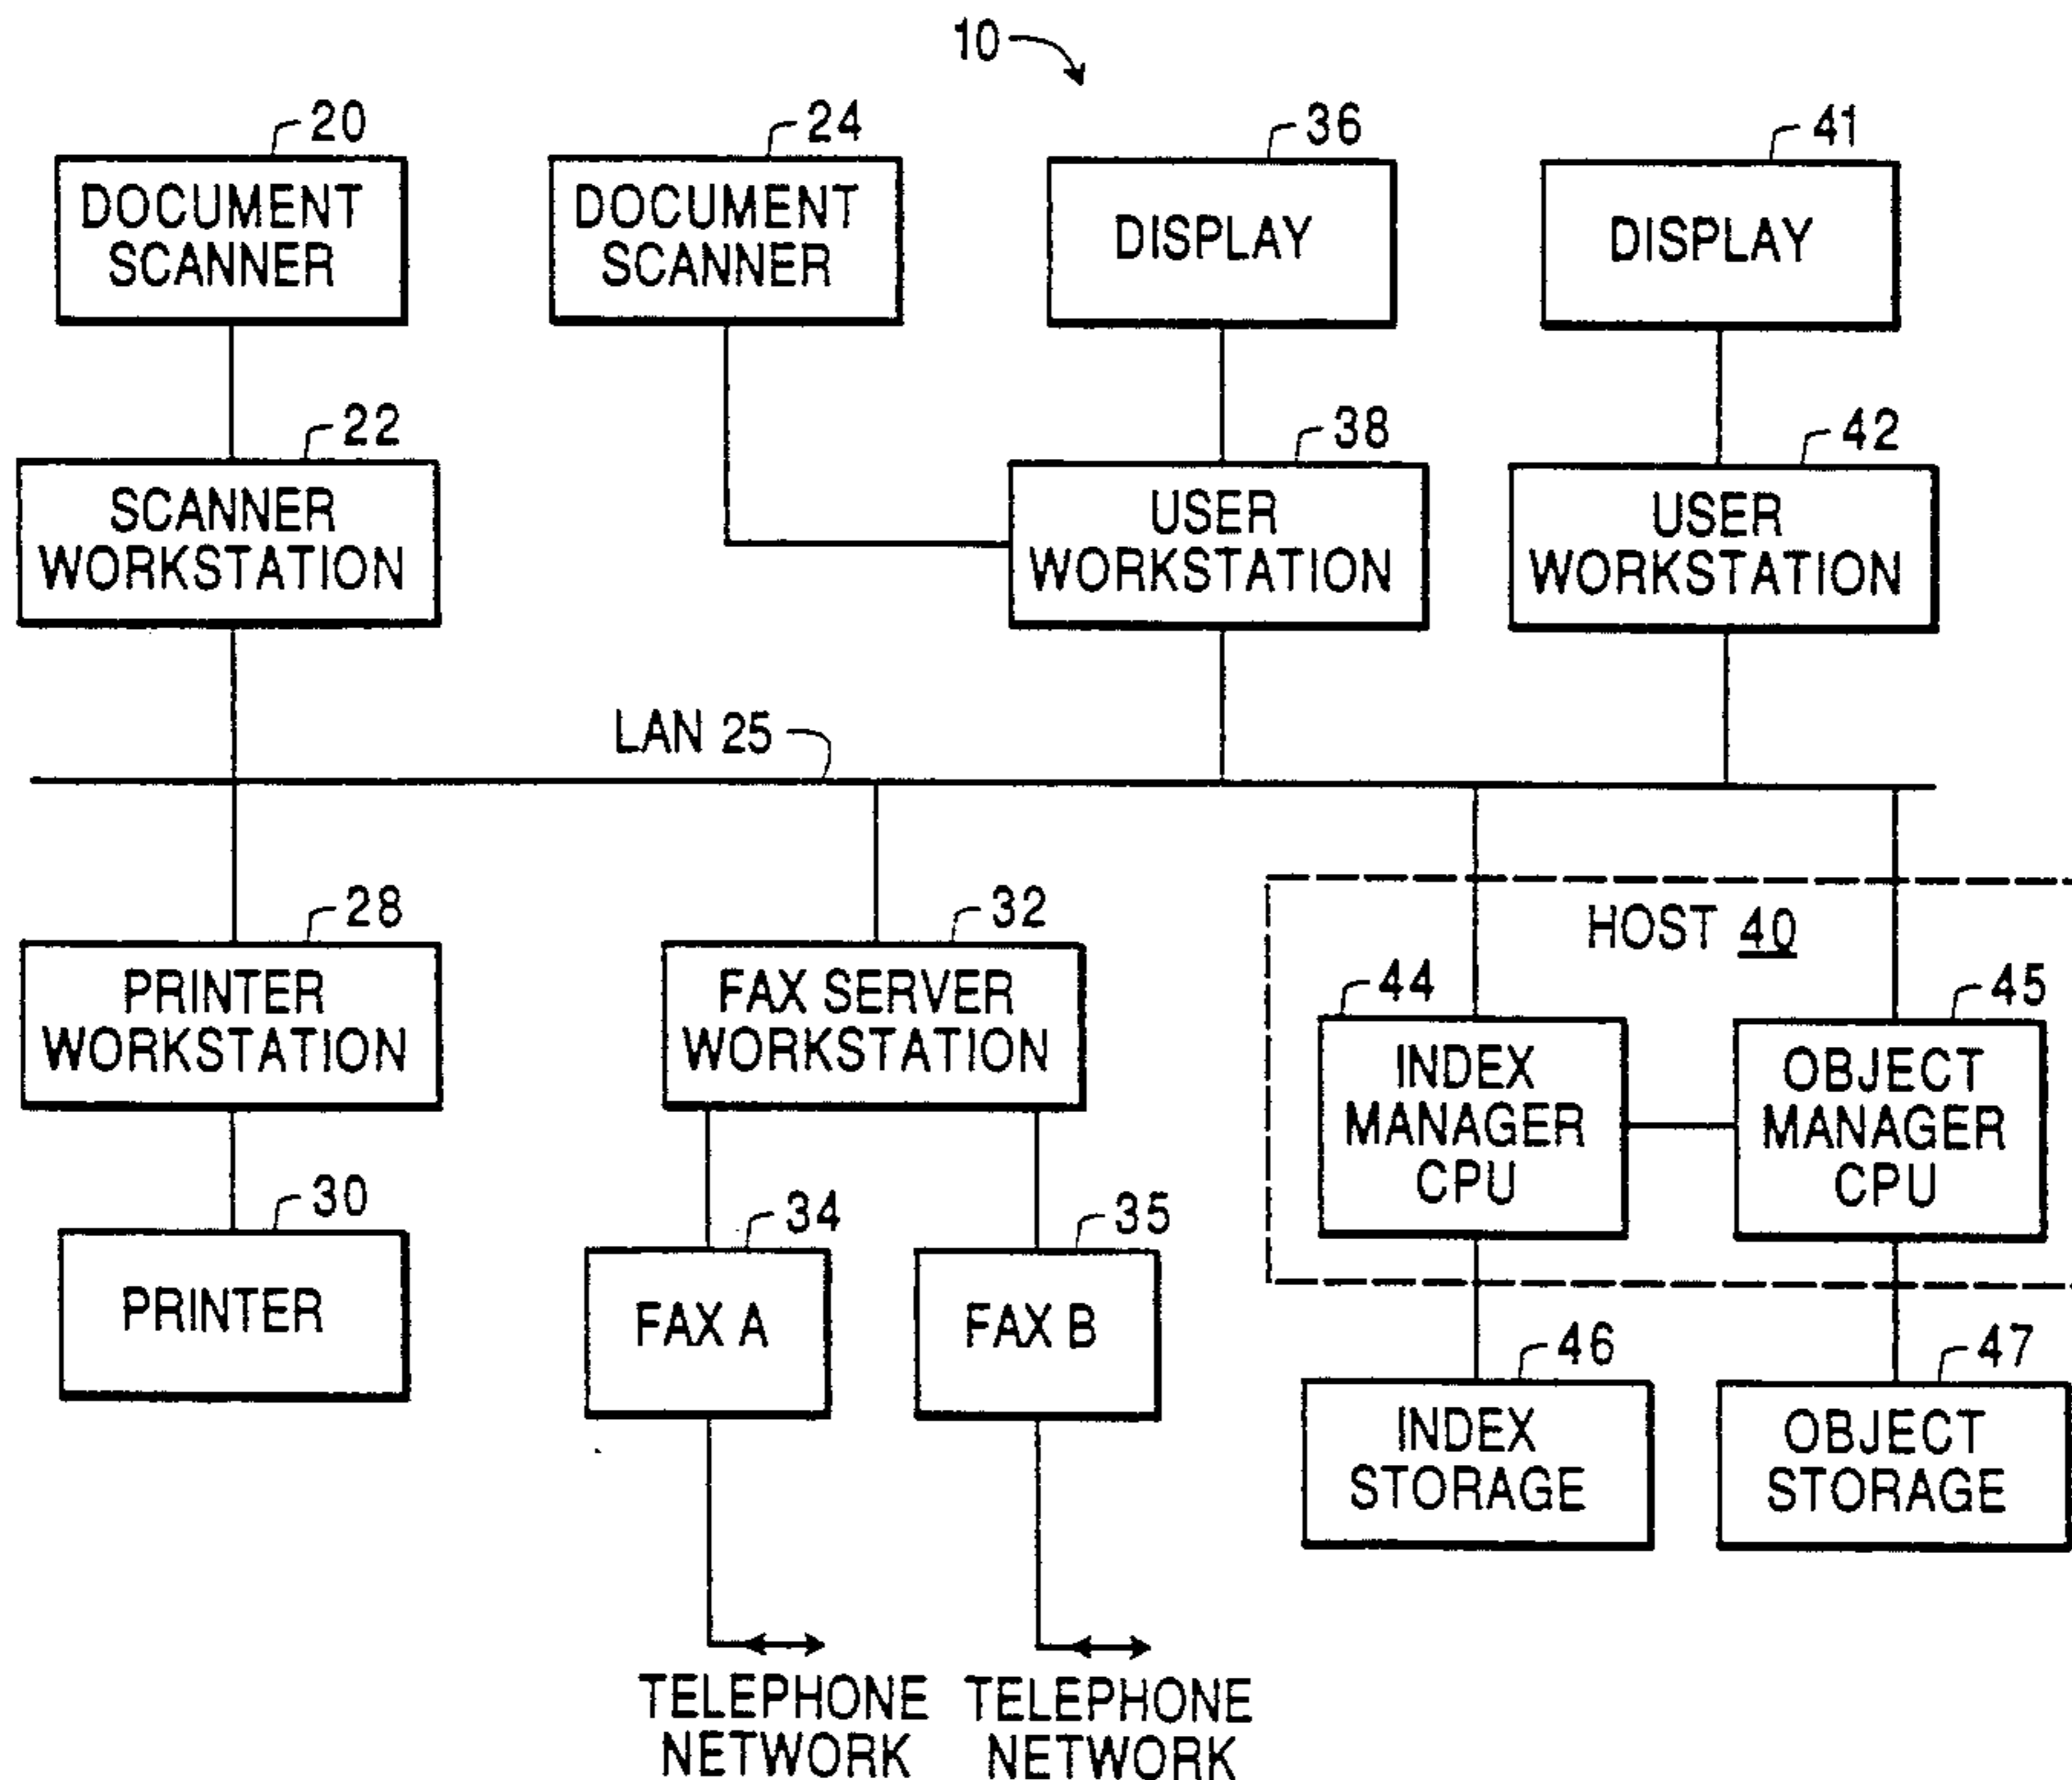 10
20
24
36
41
DOCUMENT
SCANNER
DOCUMENT
SCANNER
DISPLAY
DISPLAY
22
38
42
SCANNER
WORKSTATION
USER
WORKSTATION
USER
WORKSTATION
LAN 25
28
32
HOST 40
PRINTER
WORKSTATION
FAX SERVER
WORKSTATION
44
45
INDEX
MANAGER
CPU
OBJECT
MANAGER
CPU
30
34
35
PRINTER
FAX A
FAX B
46
47
INDEX
STORAGE
OBJECT
STORAGE
TELEPHONE
NETWORK
TELEPHONE
NETWORK